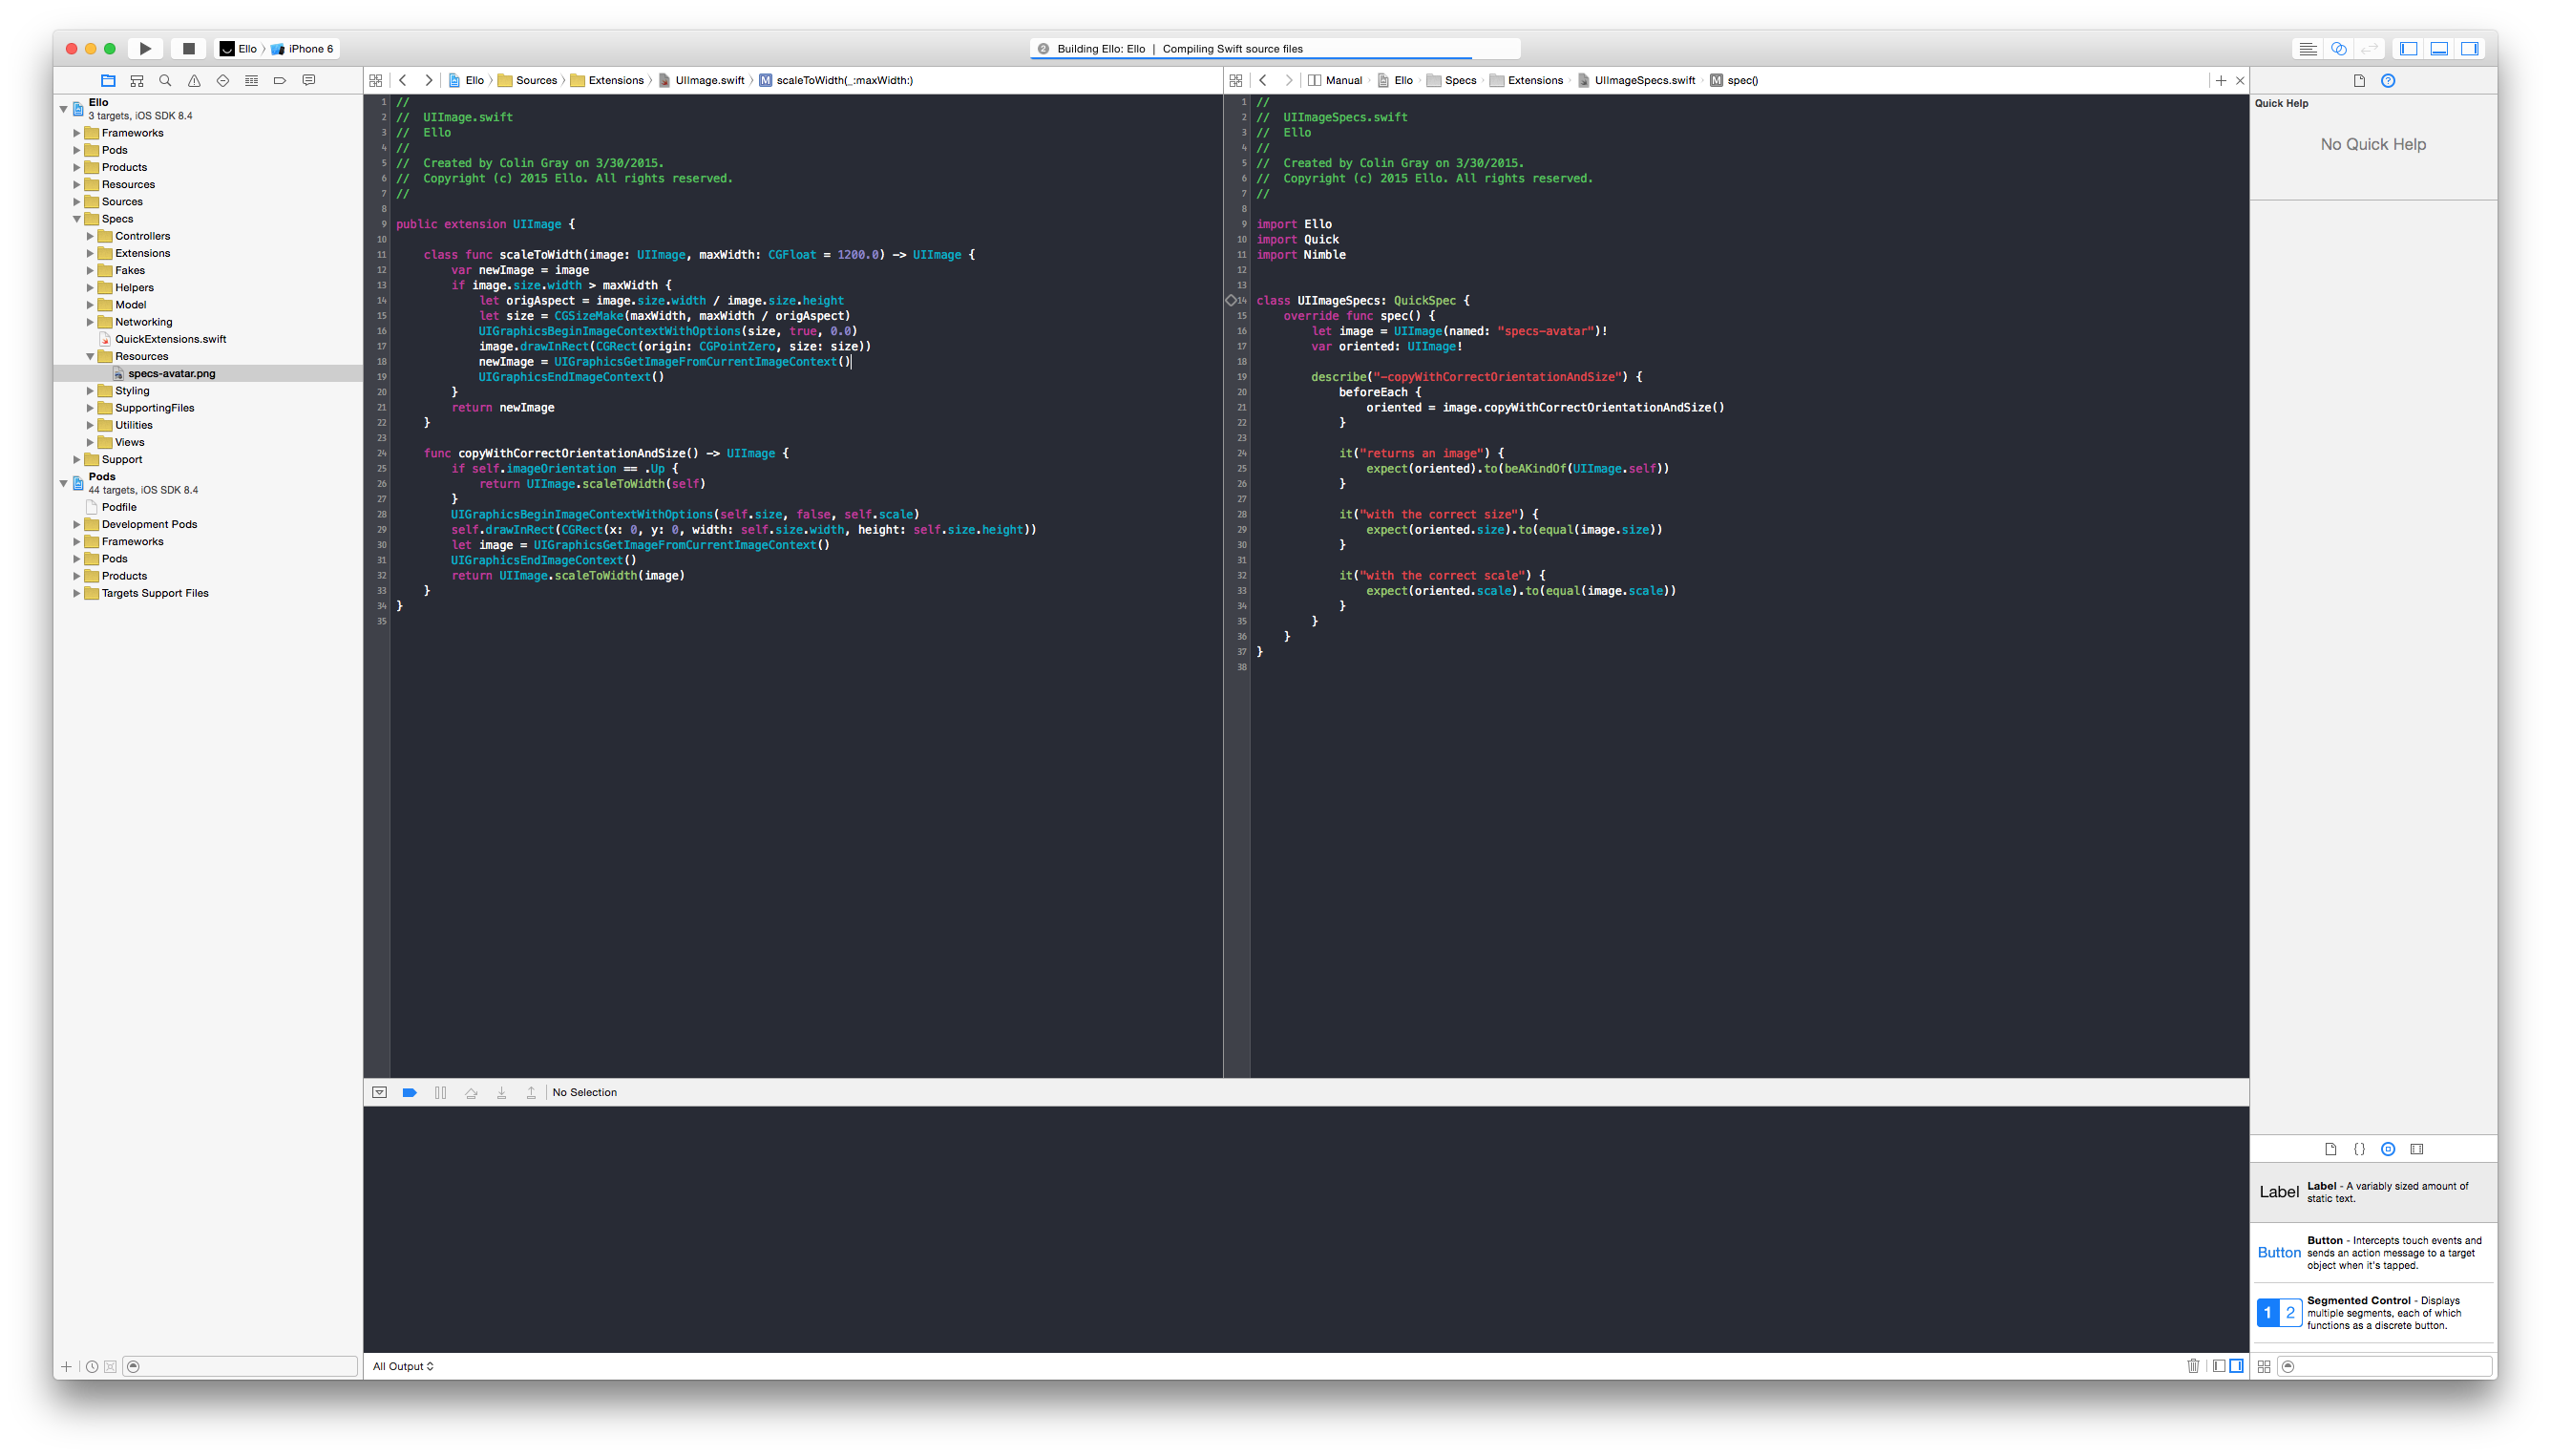 Ello 〉 iPhone 6
2 Building Ello: Ello | Compiling Swift source files
Ello
3 targets, iOS SDK 8.4
Frameworks
Pods
Products
Resources
Sources
Specs
Controllers
Extensions
Fakes
Helpers
Model
Networking
QuickExtensions.swift
Resources
specs-avatar.png
Styling
SupportingFiles
Utilities
Views
Support
Pods
44 targets, iOS SDK 8.4
Podfile
Development Pods
Frameworks
Pods
Products
Targets Support Files
Ello 〉 Sources 〉 Extensions 〉 UIImage.swift 〉 M scaleToWidth(_:maxWidth:)
1 //
2 //  UIImage.swift
3 //  Ello
4 //
5 //  Created by Colin Gray on 3/30/2015.
6 //  Copyright (c) 2015 Ello. All rights reserved.
7 //
8
9 public extension UIImage {
10
11     class func scaleToWidth(image: UIImage, maxWidth: CGFloat = 1200.0) -> UIImage {
12         var newImage = image
13         if image.size.width > maxWidth {
14             let origAspect = image.size.width / image.size.height
15             let size = CGSizeMake(maxWidth, maxWidth / origAspect)
16             UIGraphicsBeginImageContextWithOptions(size, true, 0.0)
17             image.drawInRect(CGRect(origin: CGPointZero, size: size))
18             newImage = UIGraphicsGetImageFromCurrentImageContext()
19             UIGraphicsEndImageContext()
20         }
21         return newImage
22     }
23
24     func copyWithCorrectOrientationAndSize() -> UIImage {
25         if self.imageOrientation == .Up {
26             return UIImage.scaleToWidth(self)
27         }
28         UIGraphicsBeginImageContextWithOptions(self.size, false, self.scale)
29         self.drawInRect(CGRect(x: 0, y: 0, width: self.size.width, height: self.size.height))
30         let image = UIGraphicsGetImageFromCurrentImageContext()
31         UIGraphicsEndImageContext()
32         return UIImage.scaleToWidth(image)
33     }
34 }
35
Manual 〉 Ello 〉 Specs 〉 Extensions 〉 UIImageSpecs.swift 〉 M spec()
1 //
2 //  UIImageSpecs.swift
3 //  Ello
4 //
5 //  Created by Colin Gray on 3/30/2015.
6 //  Copyright (c) 2015 Ello. All rights reserved.
7 //
8
9 import Ello
10 import Quick
11 import Nimble
12
13
14 class UIImageSpecs: QuickSpec {
15     override func spec() {
16         let image = UIImage(named: "specs-avatar")!
17         var oriented: UIImage!
18
19         describe("-copyWithCorrectOrientationAndSize") {
20             beforeEach {
21                 oriented = image.copyWithCorrectOrientationAndSize()
22             }
23
24             it("returns an image") {
25                 expect(oriented).to(beAKindOf(UIImage.self))
26             }
27
28             it("with the correct size") {
29                 expect(oriented.size).to(equal(image.size))
30             }
31
32             it("with the correct scale") {
33                 expect(oriented.scale).to(equal(image.scale))
34             }
35         }
36     }
37 }
38
No Selection
All Output
Quick Help
No Quick Help
{}
Label
Label - A variably sized amount of
static text.
Button
Button - Intercepts touch events and
sends an action message to a target
object when it's tapped.
1 2
Segmented Control - Displays
multiple segments, each of which
functions as a discrete button.